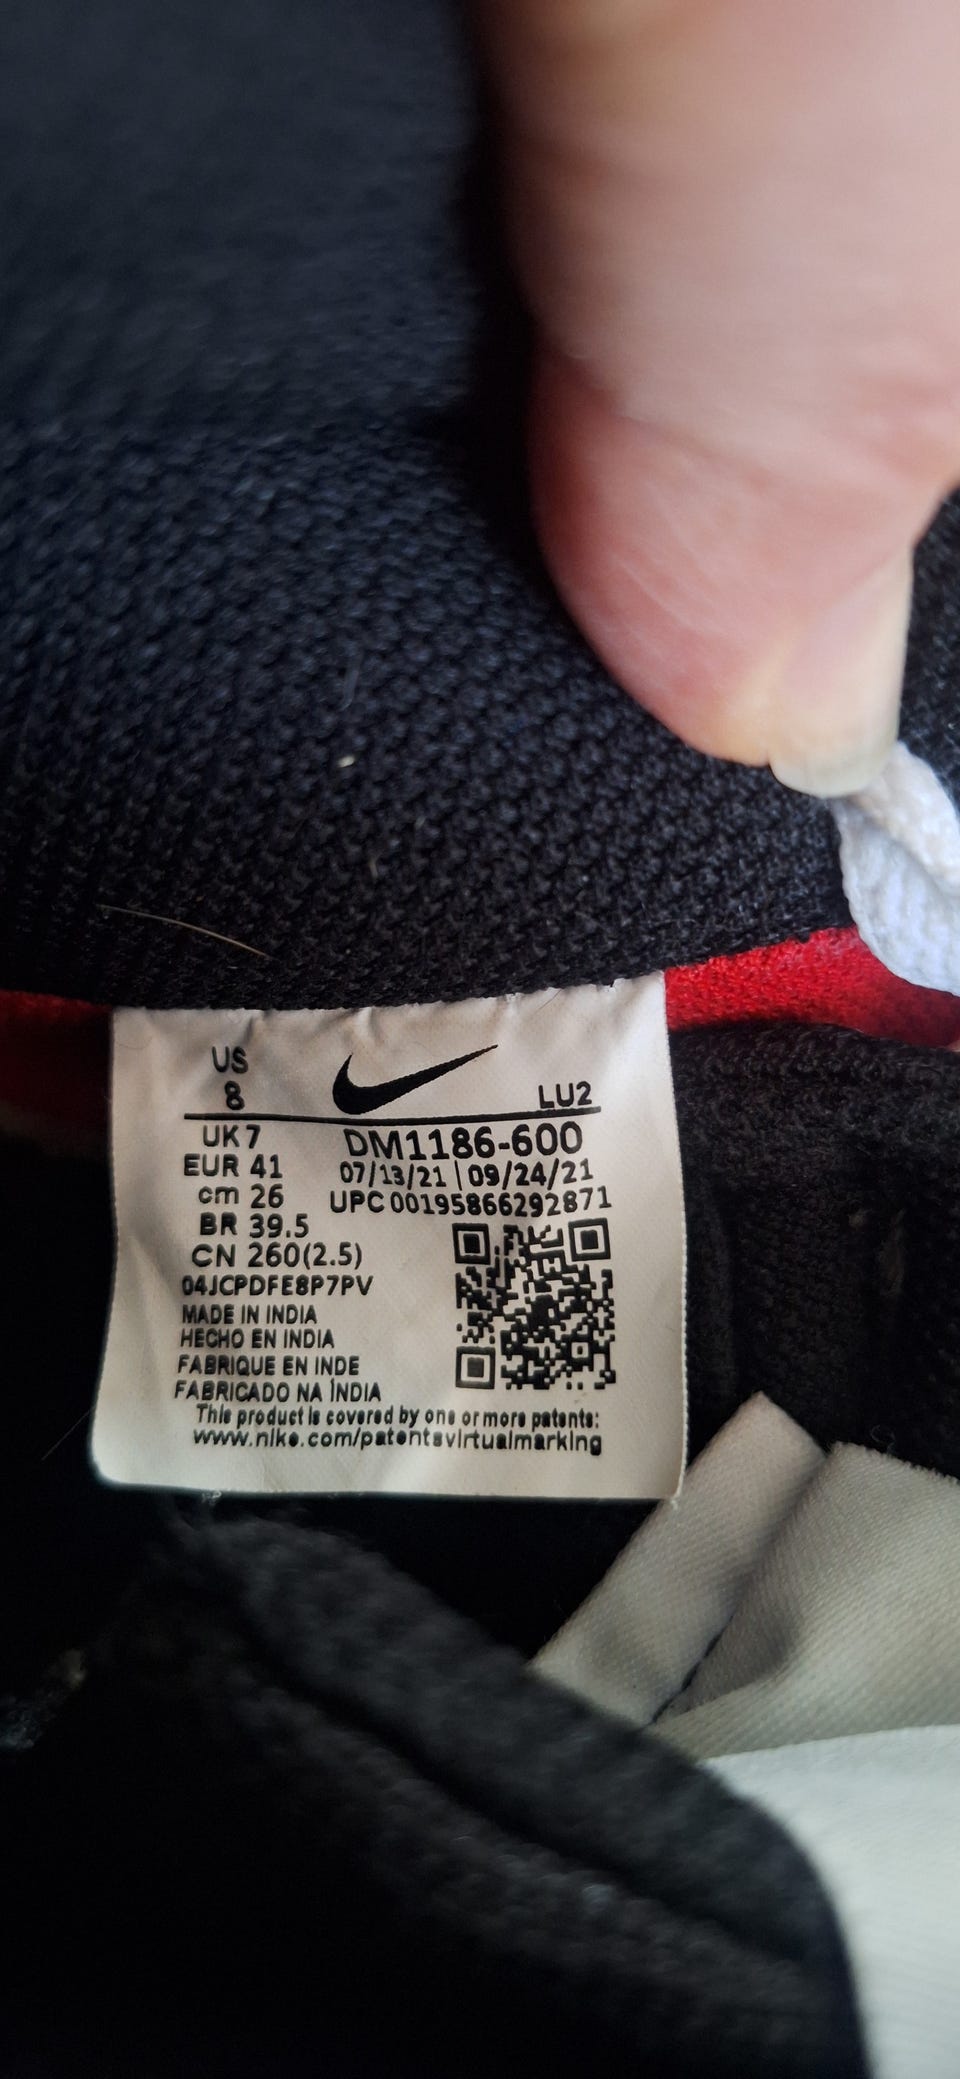 US
8
LU2
UK 7
DM1186-600
EUR 41
07/13/21 | 09/24/21
cm 26
UPC 00195866292871
BR 39.5
CN 260(2.5)
04JCPDFE8P7PV
MADE IN INDIA
HECHO EN INDIA
FABRIQUE EN INDE
FABRICADO NA ÍNDIA
This product is covered by one or more patents:
www.nike.com/patentsvirtualmarking